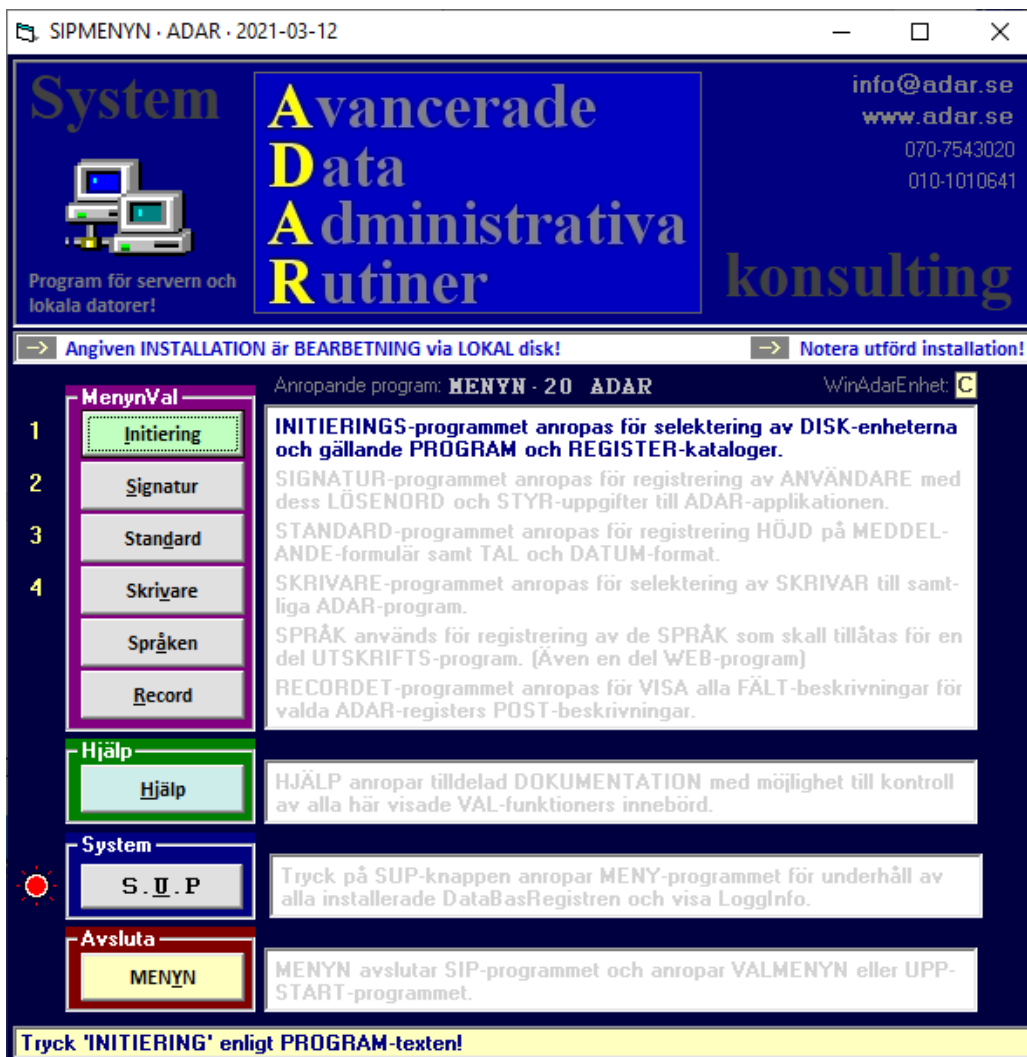 SIPMENYN · ADAR · 2021-03-12
System
Avancerade
Data
Administrativa
Rutiner
info@adar.se
www.adar.se
070-7543020
010-1010641
konsulting
Program för servern och
lokala datorer!
--> Angiven INSTALLATION är BEARBETNING via LOKAL disk!
--> Notera utförd installation!
Anropande program: MENYN-20 ADAR
WinAdarEnhet: C
MenynVal
1 Initiering
INITIERINGS-programmet anropas för selektering av DISK-enheterna
och gällande PROGRAM och REGISTER-kataloger.
2 Signatur
SIGNATUR-programmet anropas för registrering av ANVÄNDARE med
dess LÖSENORD och STYR-uppgifter till ADAR-applikationen.
3 Standard
STANDARD-programmet anropas för registrering HÖJD på MEDDEL-
ANDE-formulär samt TAL och DATUM-format.
4 Skrivare
SKRIVARE-programmet anropas för selektering av SKRIVAR till samt-
liga ADAR-program.
Språken
SPRÅK används för registrering av de SPRÅK som skall tillåtas för en
del UTSKRIFTS-program. (Även en del WEB-program)
Record
RECORDET-programmet anropas för VISA alla FÄLT-beskrivningar för
valda ADAR-registers POST-beskrivningar.
Hjälp
Hjälp
HJÄLP anropar tilldelad DOKUMENTATION med möjlighet till kontroll
av alla här visade VAL-funktioners innebörd.
System
S.U.P
Tryck på SUP-knappen anropar MENY-programmet för underhåll av
alla installerade DataBasRegistren och visa LoggInfo.
Avsluta
MENYN
MENYN avslutar SIP-programmet och anropar VALMENYN eller UPP-
START-programmet.
Tryck 'INITIERING' enligt PROGRAM-texten!